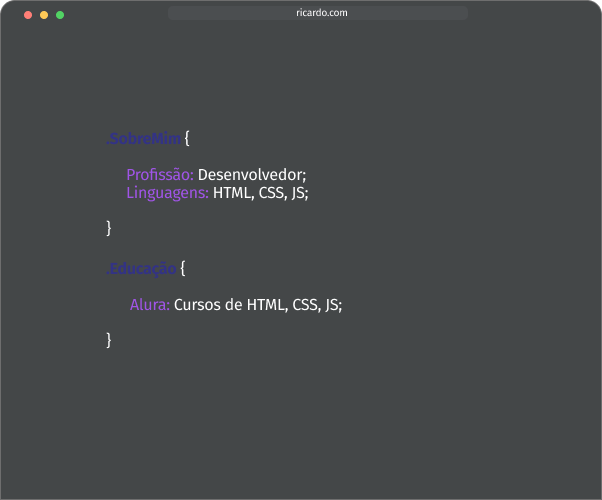 ricardo.com
.SobreMim {
Profissão: Desenvolvedor;
Linguagens: HTML, CSS, JS;
}
.Educação {
Alura: Cursos de HTML, CSS, JS;
}